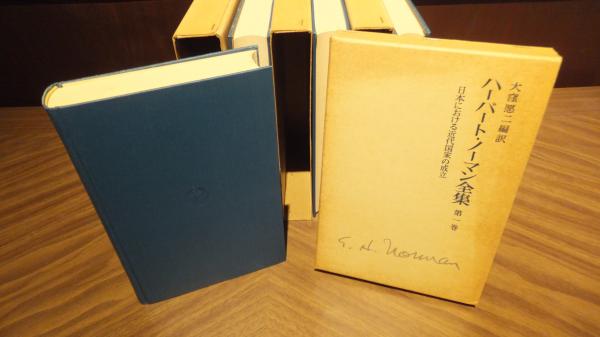 大窪愿二編訳
ハーバート・ノーマン全集 第一巻
日本における近代国家の成立
E. H. Norman